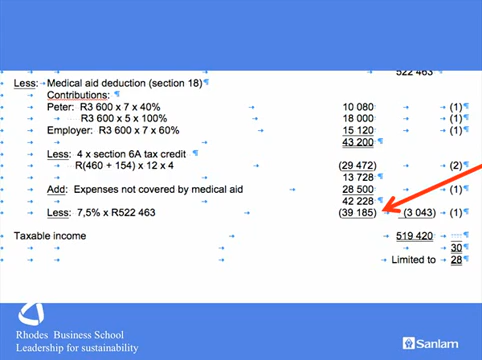 522 463
Less: Medical aid deduction (section 18)
Contributions:
Peter: R3 600 x 7 x 40% 10 080 (1)
R3 600 x 5 x 100% 18 000 (1)
Employer: R3 600 x 7 x 60% 15 120 (1)
43 200
Less: 4 x section 6A tax credit
R(460 + 154) x 12 x 4 (29 472) (2)
13 728
Add: Expenses not covered by medical aid 28 500 (1)
42 228
Less: 7,5% x R522 463 (39 185) (3 043) (1)
Taxable income 519 420
30
Limited to 28
Rhodes Business School
Leadership for sustainability
Sanlam